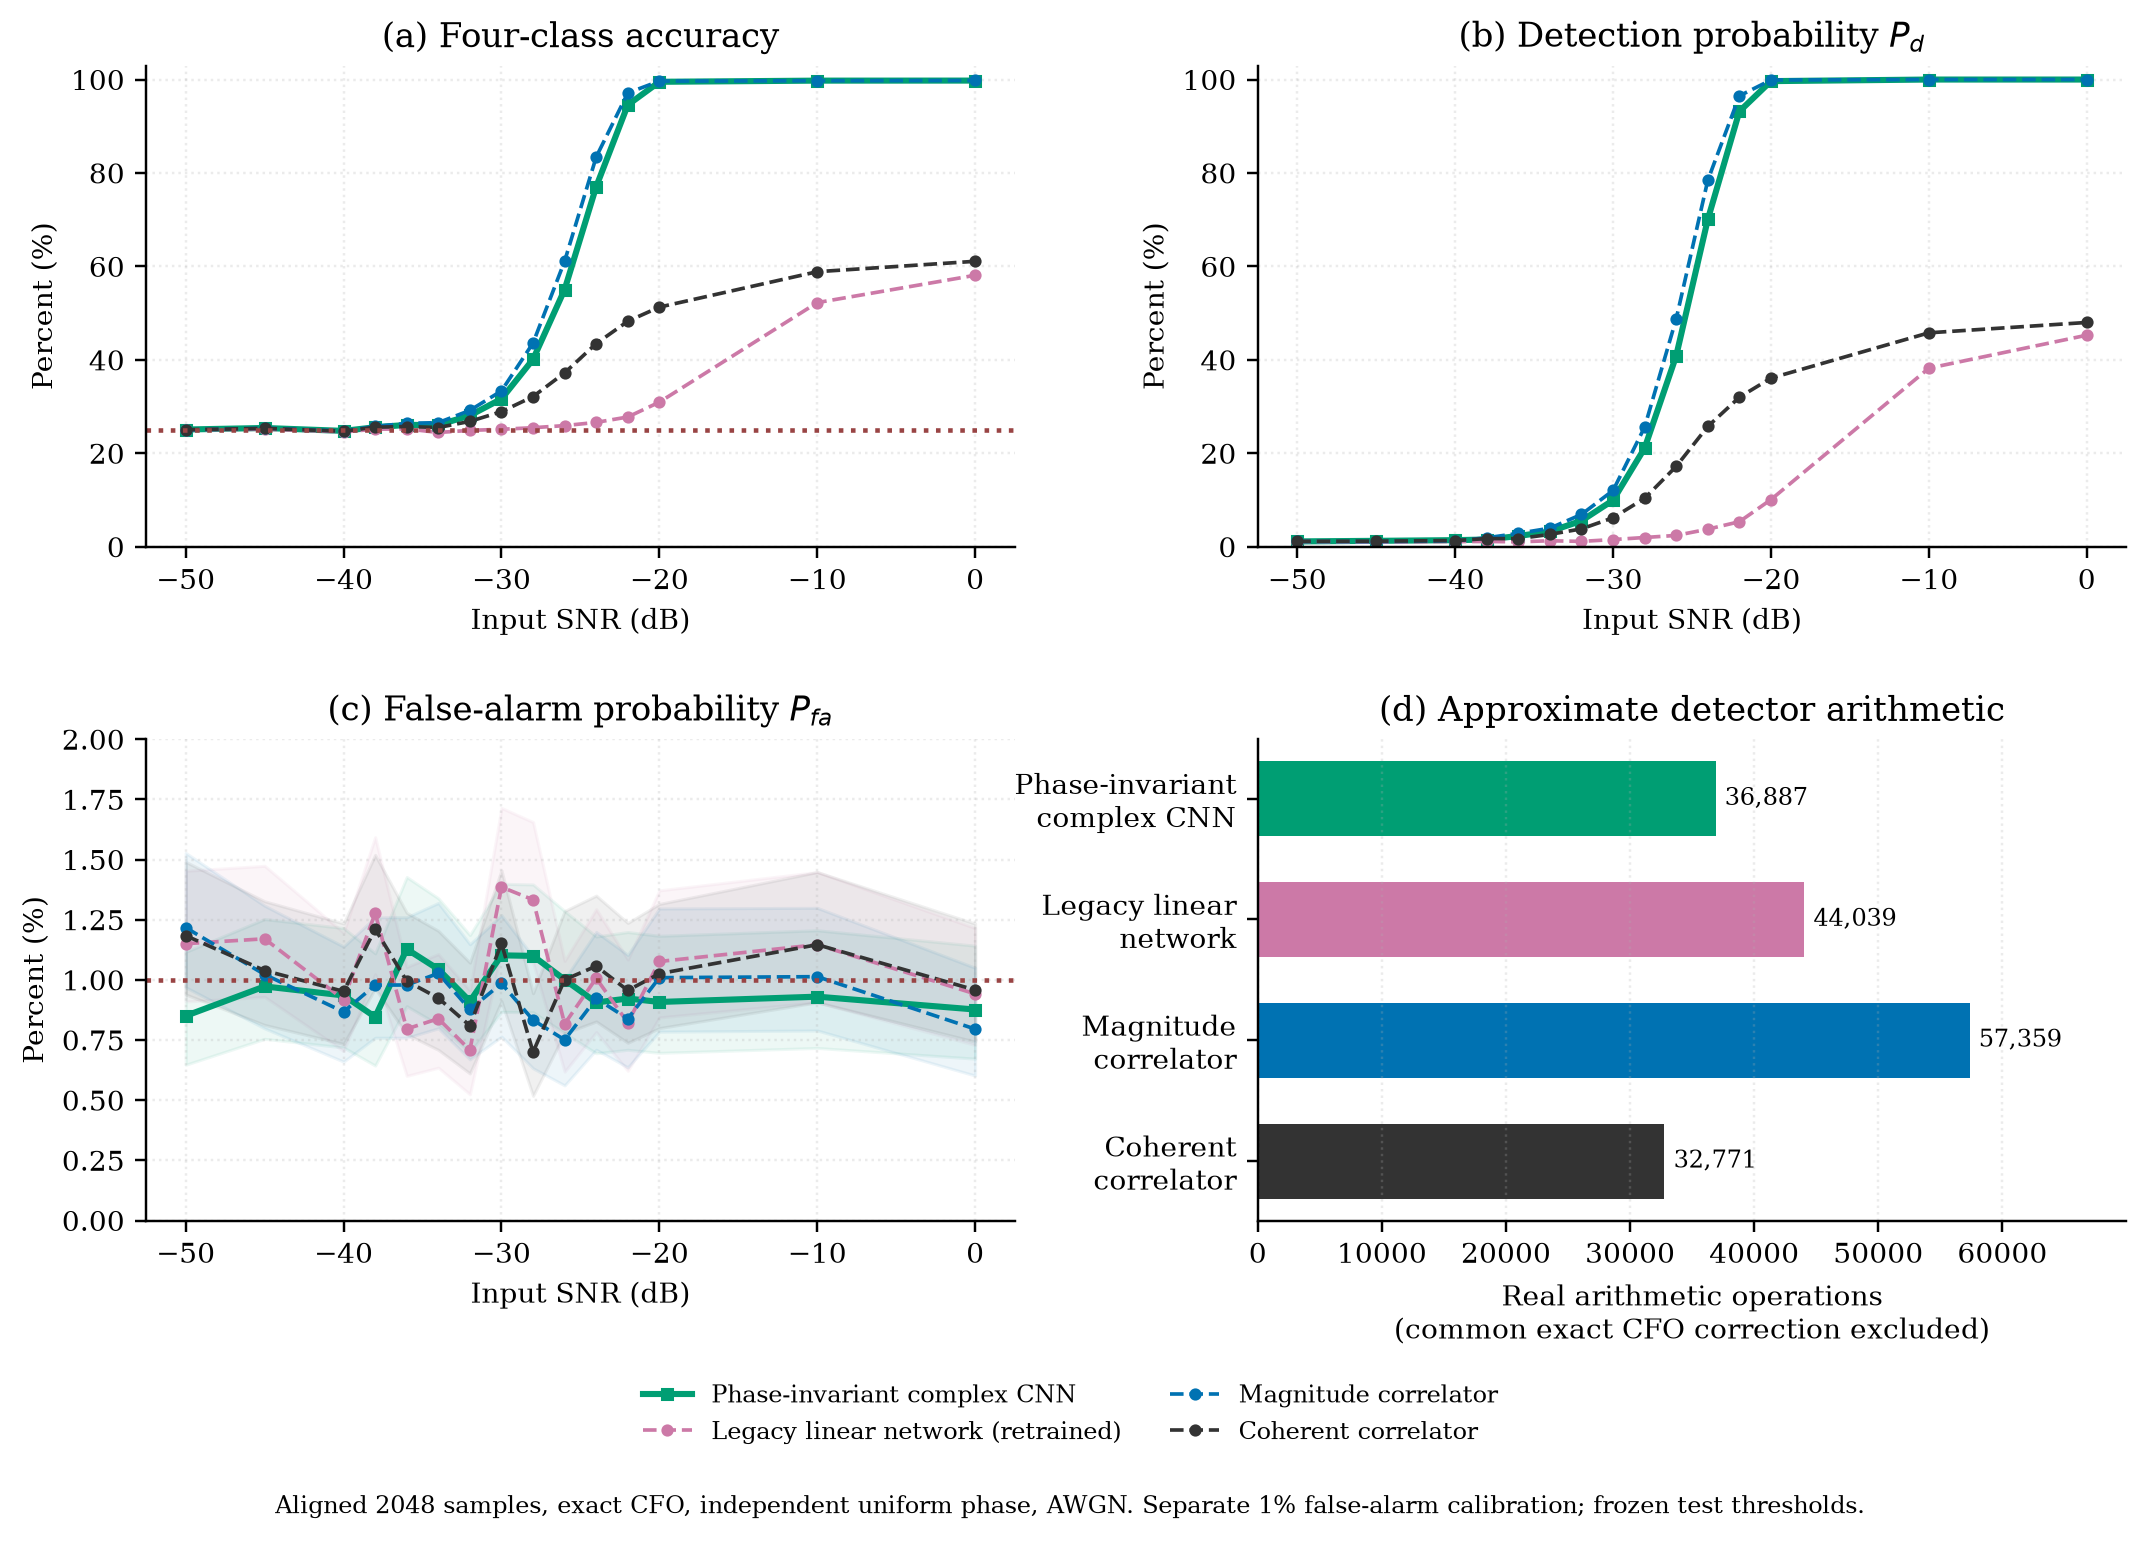 (a) Four-class accuracy
Percent (%)
100
80
60
40
20
0
−50 −40 −30 −20 −10 0
Input SNR (dB)
(b) Detection probability P_d
Percent (%)
100
80
60
40
20
0
−50 −40 −30 −20 −10 0
Input SNR (dB)
(c) False-alarm probability P_fa
Percent (%)
2.00
1.75
1.50
1.25
1.00
0.75
0.50
0.25
0.00
−50 −40 −30 −20 −10 0
Input SNR (dB)
(d) Approximate detector arithmetic
Phase-invariant
complex CNN
36,887
Legacy linear
network
44,039
Magnitude
correlator
57,359
Coherent
correlator
32,771
0 10000 20000 30000 40000 50000 60000
Real arithmetic operations
(common exact CFO correction excluded)
Phase-invariant complex CNN
Legacy linear network (retrained)
Magnitude correlator
Coherent correlator
Aligned 2048 samples, exact CFO, independent uniform phase, AWGN. Separate 1% false-alarm calibration; frozen test thresholds.